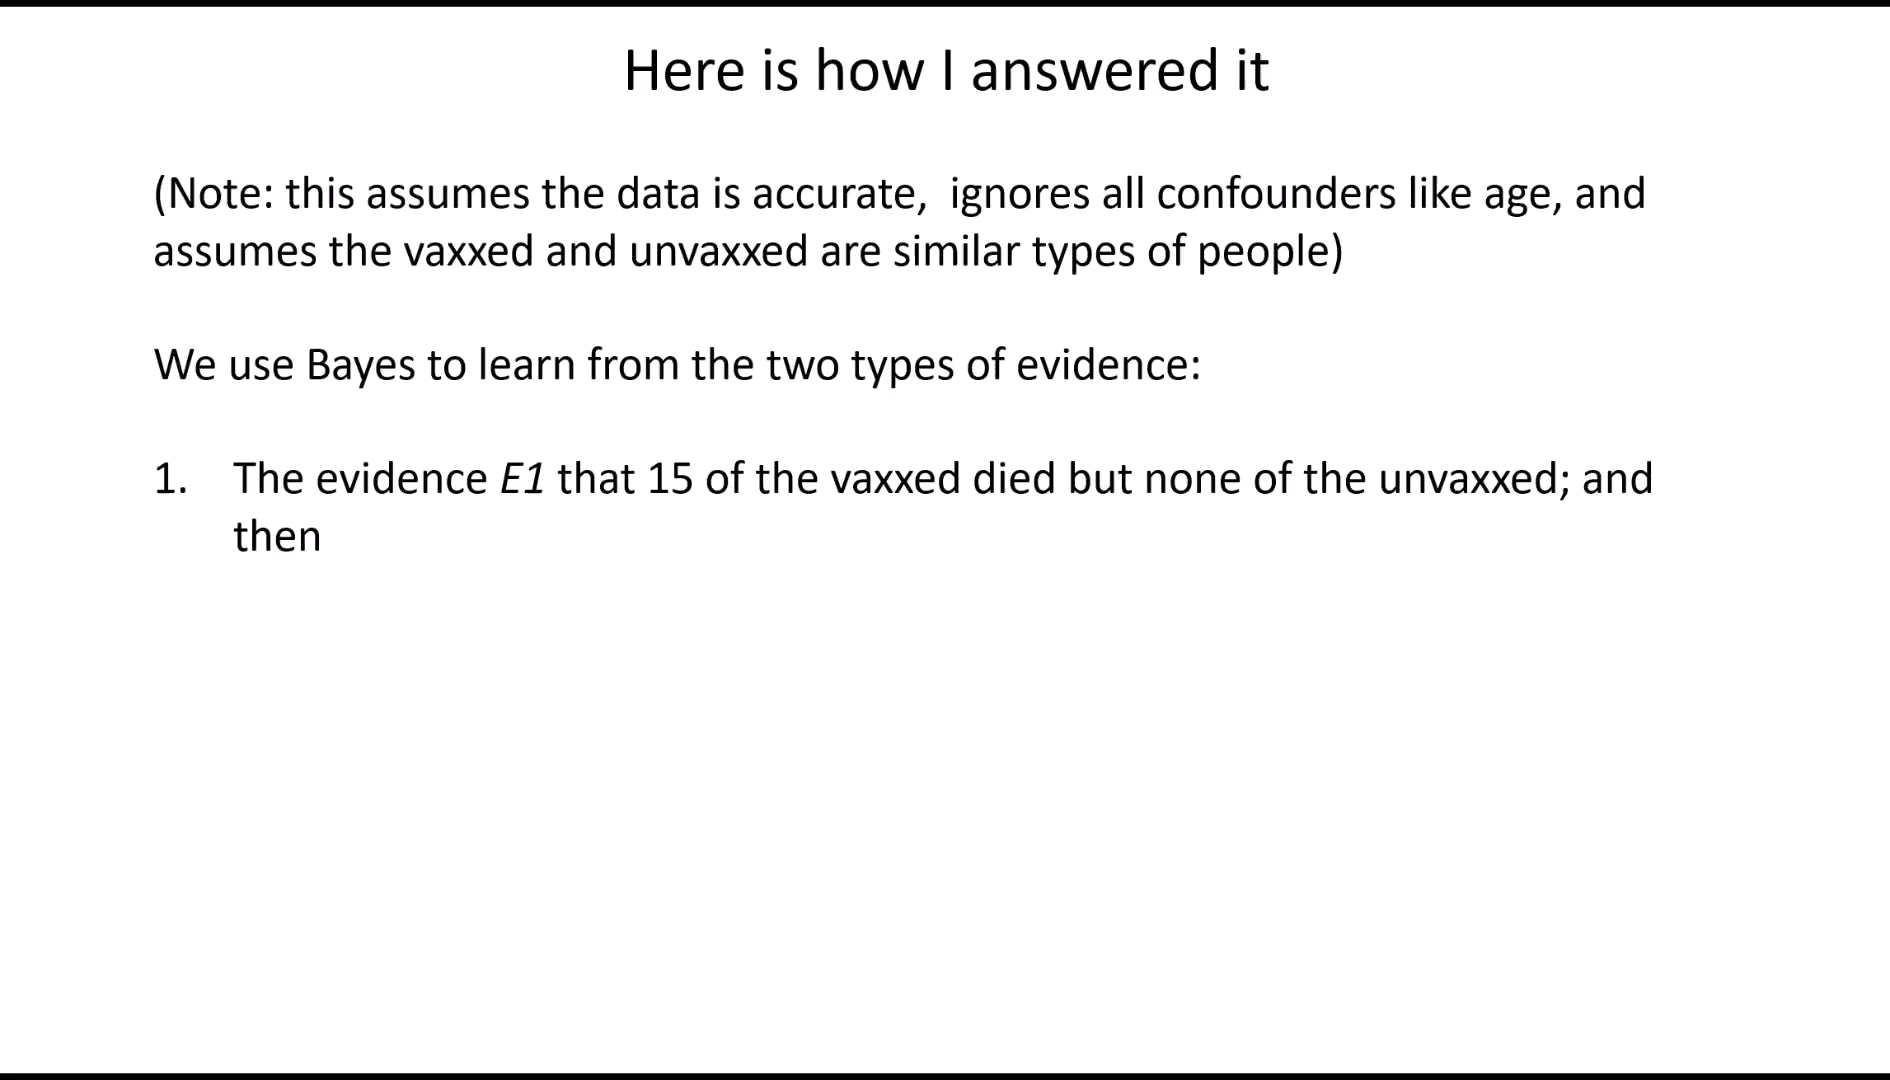 Here is how I answered it
(Note: this assumes the data is accurate,  ignores all confounders like age, and
assumes the vaxxed and unvaxxed are similar types of people)
We use Bayes to learn from the two types of evidence:
1. The evidence E1 that 15 of the vaxxed died but none of the unvaxxed; and
then